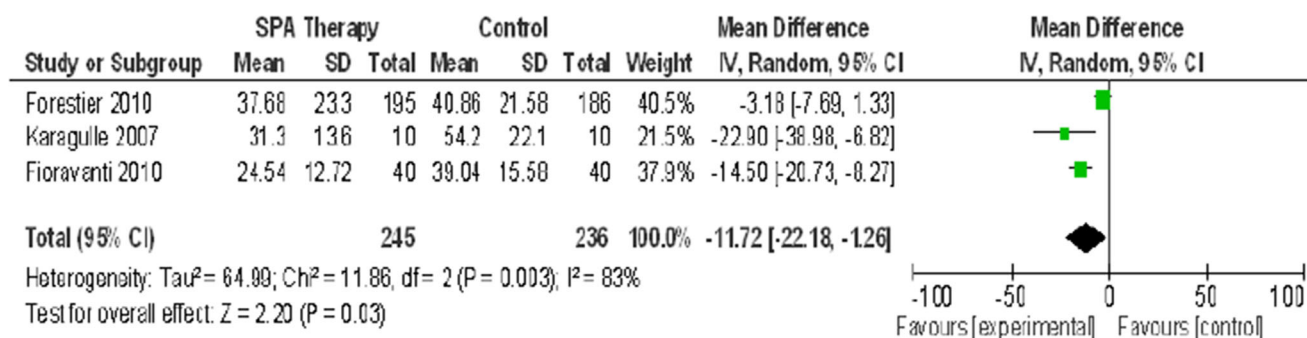 SPA Therapy Control Mean Difference Mean Difference
Study or Subgroup Mean SD Total Mean SD Total Weight IV, Random, 95% CI IV, Random, 95% CI
Forestier 2010 37.68 23.3 195 40.86 21.58 186 40.5% -3.18 [-7.69, 1.33]
Karagulle 2007 31.3 13.6 10 54.2 22.1 10 21.5% -22.90 [-38.98, -6.82]
Fioravanti 2010 24.54 12.72 40 39.04 15.58 40 37.9% -14.50 [-20.73, -8.27]
Total (95% CI) 245 236 100.0% -11.72 [-22.18, -1.26]
Heterogeneity: Tau² = 64.99; Chi² = 11.86, df = 2 (P = 0.003); I² = 83%
Test for overall effect: Z = 2.20 (P = 0.03)
-100 -50 0 50 100
Favours [experimental] Favours [control]